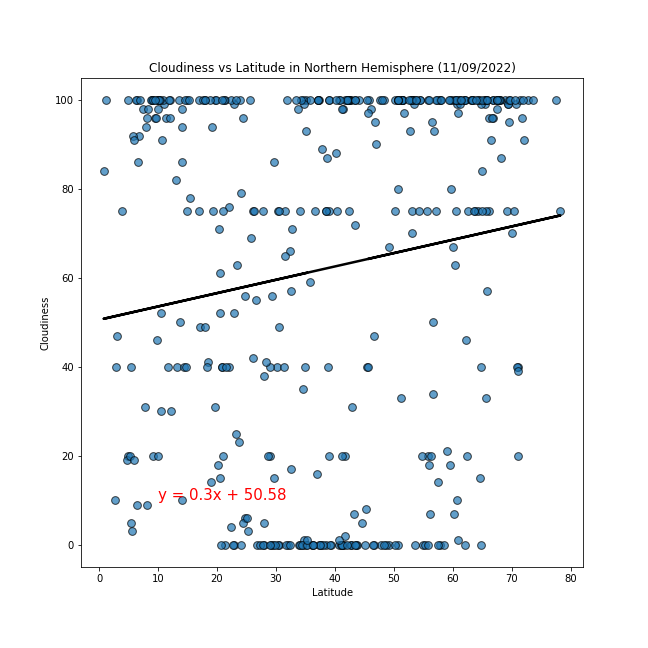 Cloudiness vs Latitude in Northern Hemisphere (11/09/2022)
100
80
60
40
20
0
Cloudiness
y = 0.3x + 50.58
0 10 20 30 40 50 60 70 80
Latitude